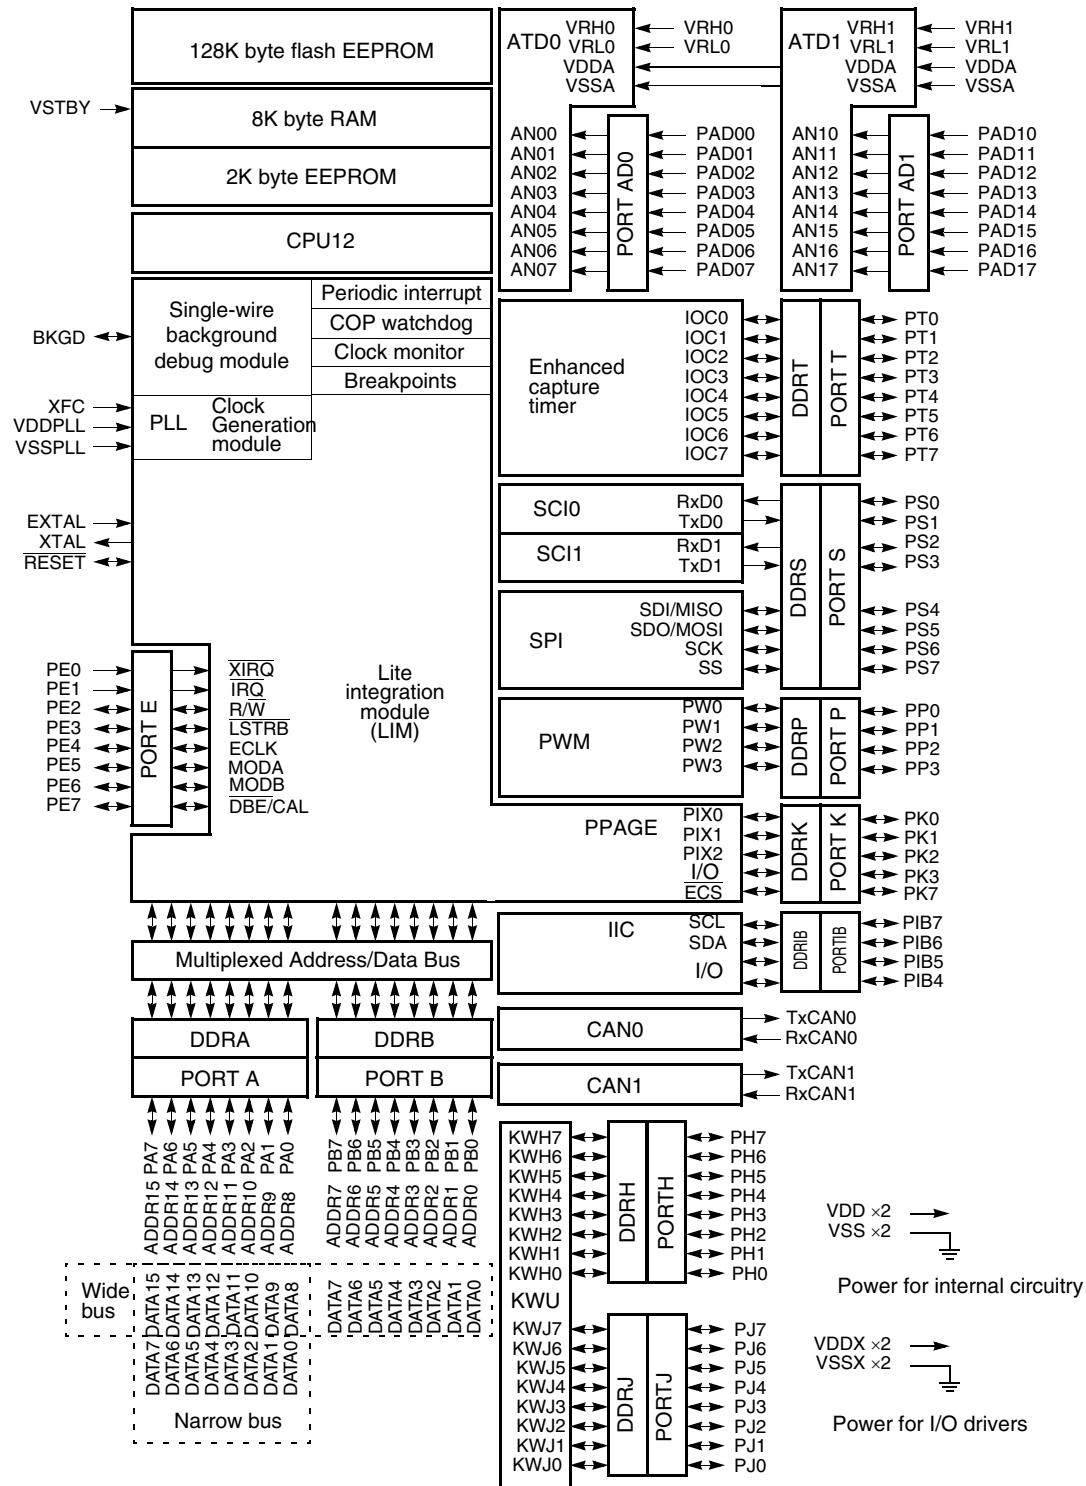 128K byte flash EEPROM
VSTBY
8K byte RAM
2K byte EEPROM
CPU12
Single-wire
background
debug module
Periodic interrupt
COP watchdog
Clock monitor
Breakpoints
BKGD
XFC
VDDPLL
VSSPLL
PLL
Clock
Generation
module
EXTAL
XTAL
RESET
Lite
integration
module
(LIM)
PE0
PE1
PE2
PE3
PE4
PE5
PE6
PE7
PORT E
XIRQ
IRQ
R/W
LSTRB
ECLK
MODA
MODB
DBE/CAL
ATD0
VRH0
VRL0
VDDA
VSSA
VRH0
VRL0
AN00
AN01
AN02
AN03
AN04
AN05
AN06
AN07
PORT AD0
PAD00
PAD01
PAD02
PAD03
PAD04
PAD05
PAD06
PAD07
ATD1
VRH1
VRL1
VDDA
VSSA
VRH1
VRL1
VDDA
VSSA
AN10
AN11
AN12
AN13
AN14
AN15
AN16
AN17
PORT AD1
PAD10
PAD11
PAD12
PAD13
PAD14
PAD15
PAD16
PAD17
Enhanced
capture
timer
IOC0
IOC1
IOC2
IOC3
IOC4
IOC5
IOC6
IOC7
DDRT
PORT T
PT0
PT1
PT2
PT3
PT4
PT5
PT6
PT7
SCI0
RxD0
TxD0
SCI1
RxD1
TxD1
SPI
SDI/MISO
SDO/MOSI
SCK
SS
DDRS
PORT S
PS0
PS1
PS2
PS3
PS4
PS5
PS6
PS7
PWM
PW0
PW1
PW2
PW3
DDRP
PORT P
PP0
PP1
PP2
PP3
PPAGE
PIX0
PIX1
PIX2
I/O
ECS
DDRK
PORT K
PK0
PK1
PK2
PK3
PK7
IIC
SCL
SDA
I/O
DDRIB
PORTIB
PIB7
PIB6
PIB5
PIB4
CAN0
TxCAN0
RxCAN0
CAN1
TxCAN1
RxCAN1
Multiplexed Address/Data Bus
DDRA
DDRB
PORT A
PORT B
PA7
PA6
PA5
PA4
PA3
PA2
PA1
PA0
PB7
PB6
PB5
PB4
PB3
PB2
PB1
PB0
ADDR15
ADDR14
ADDR13
ADDR12
ADDR11
ADDR10
ADDR9
ADDR8
ADDR7
ADDR6
ADDR5
ADDR4
ADDR3
ADDR2
ADDR1
ADDR0
Wide
bus
DATA15
DATA14
DATA13
DATA12
DATA11
DATA10
DATA9
DATA8
DATA7
DATA6
DATA5
DATA4
DATA3
DATA2
DATA1
DATA0
DATA7
DATA6
DATA5
DATA4
DATA3
DATA2
DATA1
DATA0
Narrow bus
KWH7
KWH6
KWH5
KWH4
KWH3
KWH2
KWH1
KWH0
DDRH
PORTH
PH7
PH6
PH5
PH4
PH3
PH2
PH1
PH0
KWU
KWJ7
KWJ6
KWJ5
KWJ4
KWJ3
KWJ2
KWJ1
KWJ0
DDRJ
PORTJ
PJ7
PJ6
PJ5
PJ4
PJ3
PJ2
PJ1
PJ0
VDD ×2
VSS ×2
Power for internal circuitry
VDDX ×2
VSSX ×2
Power for I/O drivers